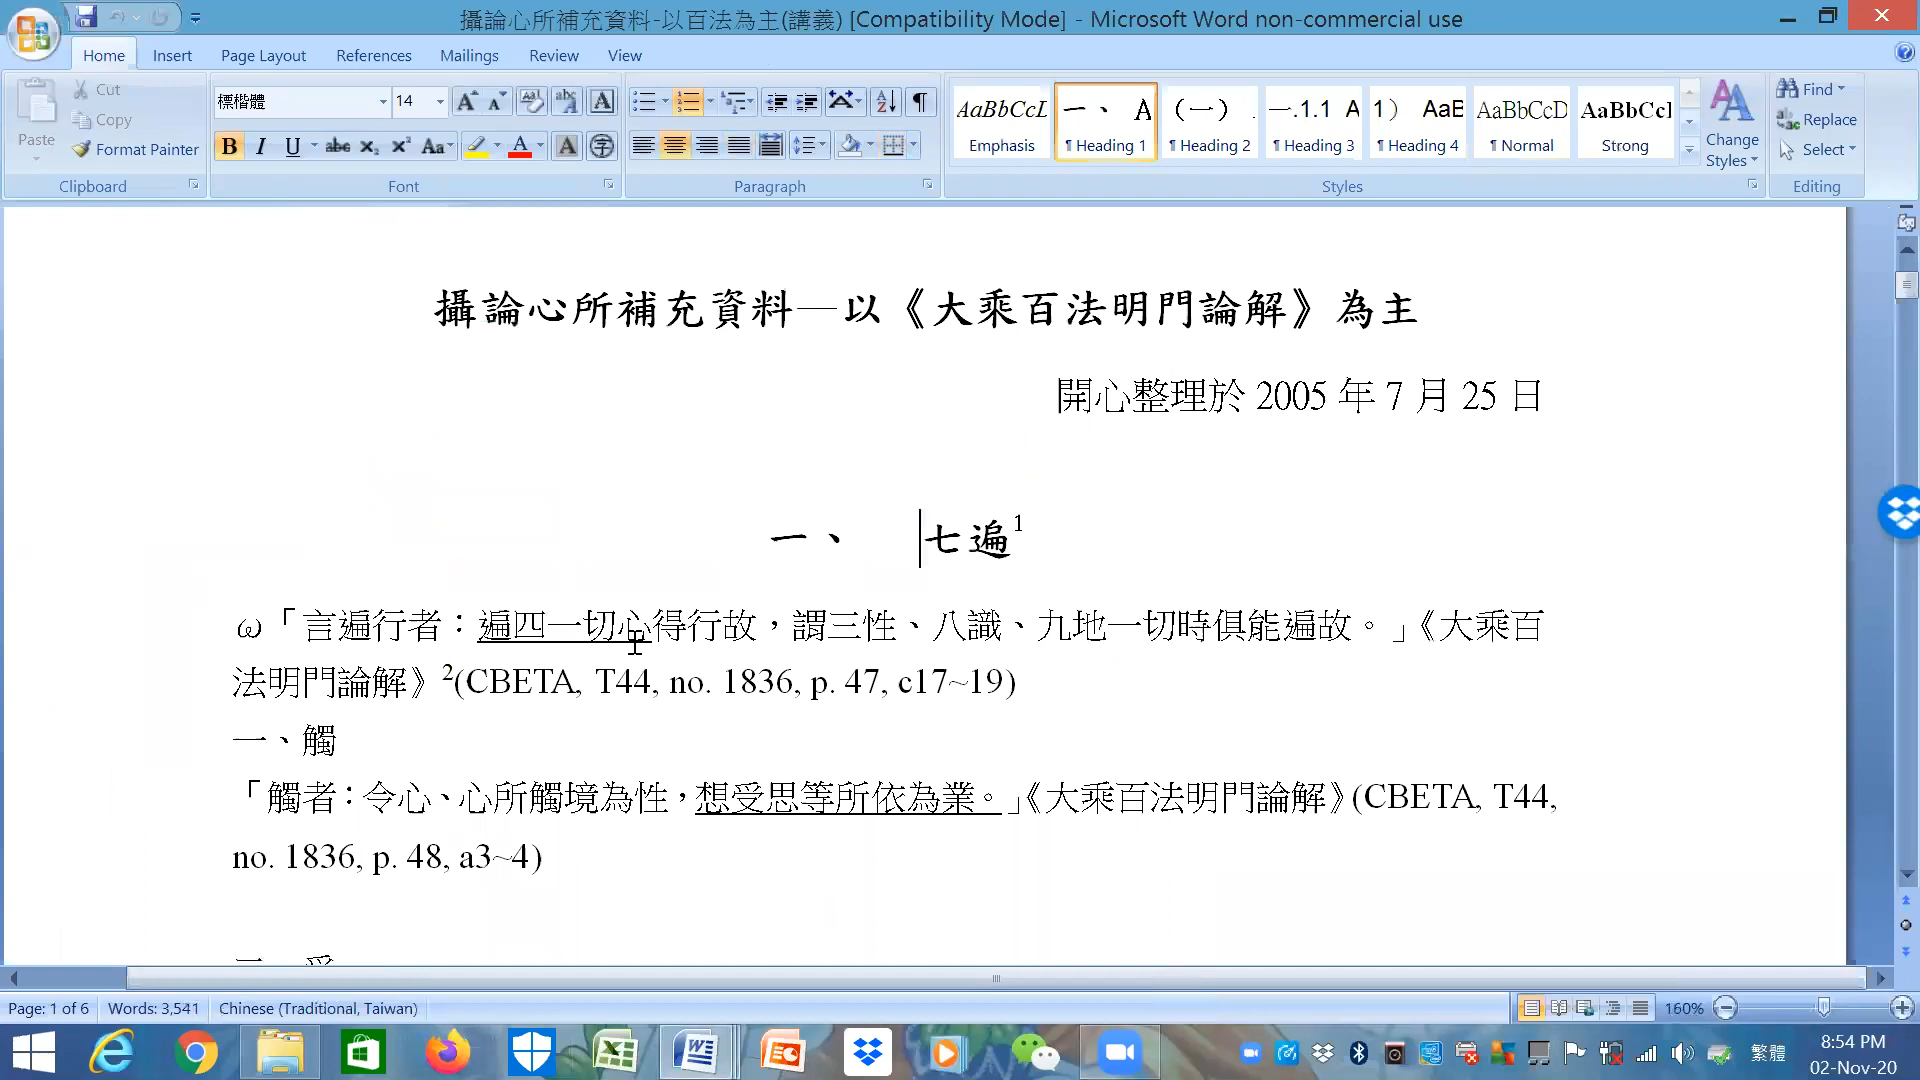 攝論心所補充資料-以百法為主(講義) [Compatibility Mode] - Microsoft Word non-commercial use
Home Insert Page Layout References Mailings Review View
Paste
Cut
Copy
Format Painter
Clipboard
標楷體 14
Font
Paragraph
AaBbCcL 一、 A (一) . 一.1.1 A 1) AaB AaBbCcD AaBbCcI
Emphasis ¶ Heading 1 ¶ Heading 2 ¶ Heading 3 ¶ Heading 4 ¶ Normal Strong
Change Styles
Styles
Find
Replace
Select
Editing
攝論心所補充資料—以《大乘百法明門論解》為主
開心整理於 2005 年 7 月 25 日
一、 七遍1
ω「言遍行者：遍四一切心得行故，謂三性、八識、九地一切時俱能遍故。」《大乘百
法明門論解》2(CBETA, T44, no. 1836, p. 47, c17~19)
一、觸
「觸者：令心、心所觸境為性，想受思等所依為業。」《大乘百法明門論解》(CBETA, T44,
no. 1836, p. 48, a3~4)
Page: 1 of 6 Words: 3,541 Chinese (Traditional, Taiwan) 160%
8:54 PM
繁體
02-Nov-20